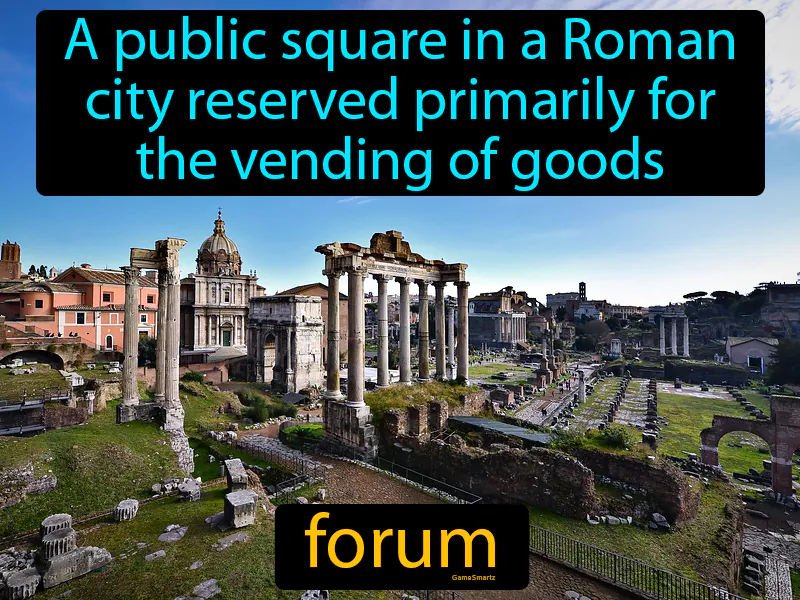 A public square in a Roman
city reserved primarily for
the vending of goods
forum
GameSmartz